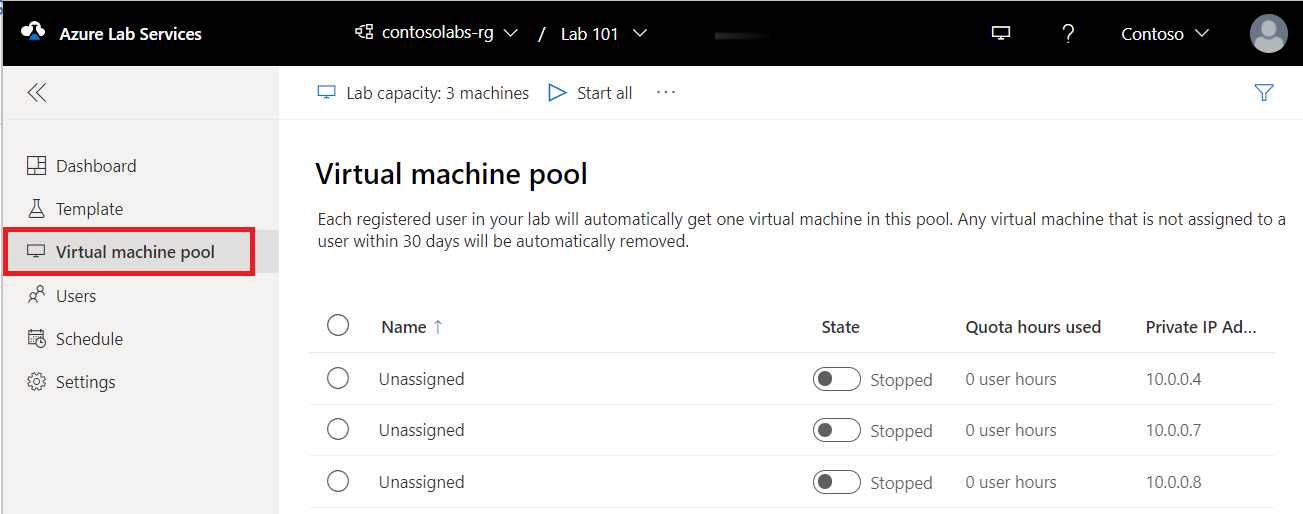 Azure Lab Services
contosolabs-rg / Lab 101
? Contoso
Lab capacity: 3 machines Start all ...
Dashboard
Template
Virtual machine pool
Users
Schedule
Settings
Virtual machine pool
Each registered user in your lab will automatically get one virtual machine in this pool. Any virtual machine that is not assigned to a
user within 30 days will be automatically removed.
Name ↑ State Quota hours used Private IP Ad...
Unassigned Stopped 0 user hours 10.0.0.4
Unassigned Stopped 0 user hours 10.0.0.7
Unassigned Stopped 0 user hours 10.0.0.8